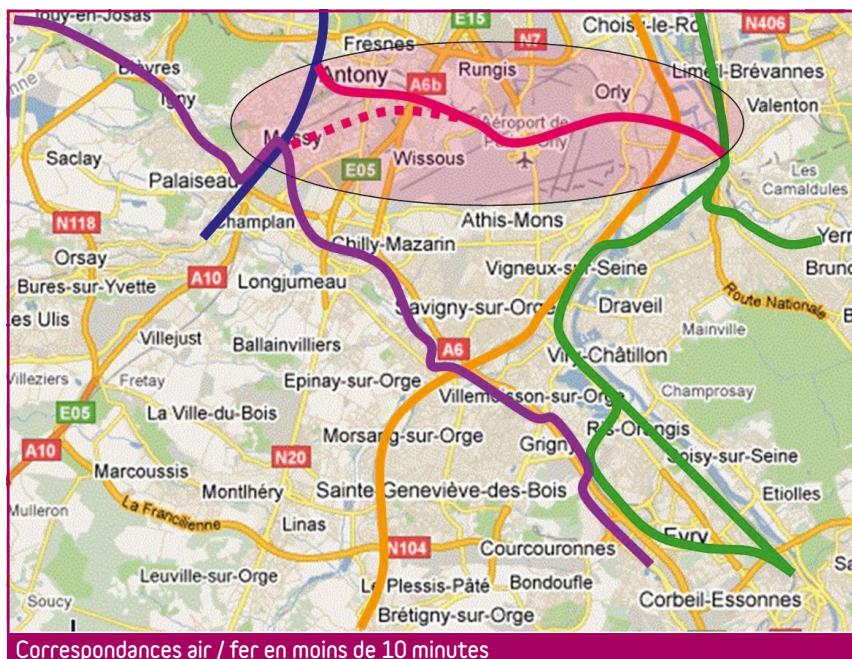 Jouy-en-Josas
E15
N7
Choisy-le-Ro
N406
Fresnes
Bièvres
Antony
A6b
Rungis
Limeil-Brévannes
Igny
Orly
Valenton
Aéroport de
Massy
Saclay
Wissous
Palaiseau
E05
Les
Camaldules
N118
Champlan
Athis-Mons
Yerr
Orsay
Chilly-Mazarin
A10
Vigneux-sur-Seine
Brun
Bures-sur-Yvette
Longjumeau
Route Nationale
Les Ulis
Savigny-sur-Orge
Draveil
Villejust
Ballainvilliers
A6
Mainville
Viry-Châtillon
Villeziers
Fretay
Epinay-sur-Orge
Villemoisson-sur-Orge
Champrosay
E05
La Ville-du-Bois
Ris-Orangis
A10
Morsang-sur-Orge
Grigny
Soisy-sur-Seine
N20
Marcoussis
Montlhéry
Sainte-Geneviève-des-Bois
Etiolles
Mulleron
La Francilienne
Linas
Evry
N104
Courcouronnes
Leuville-sur-Orge
Le Plessis-Pâté
Bondoufle
Soucy
Corbeil-Essonnes
Brétigny-sur-Orge
Correspondances air / fer en moins de 10 minutes